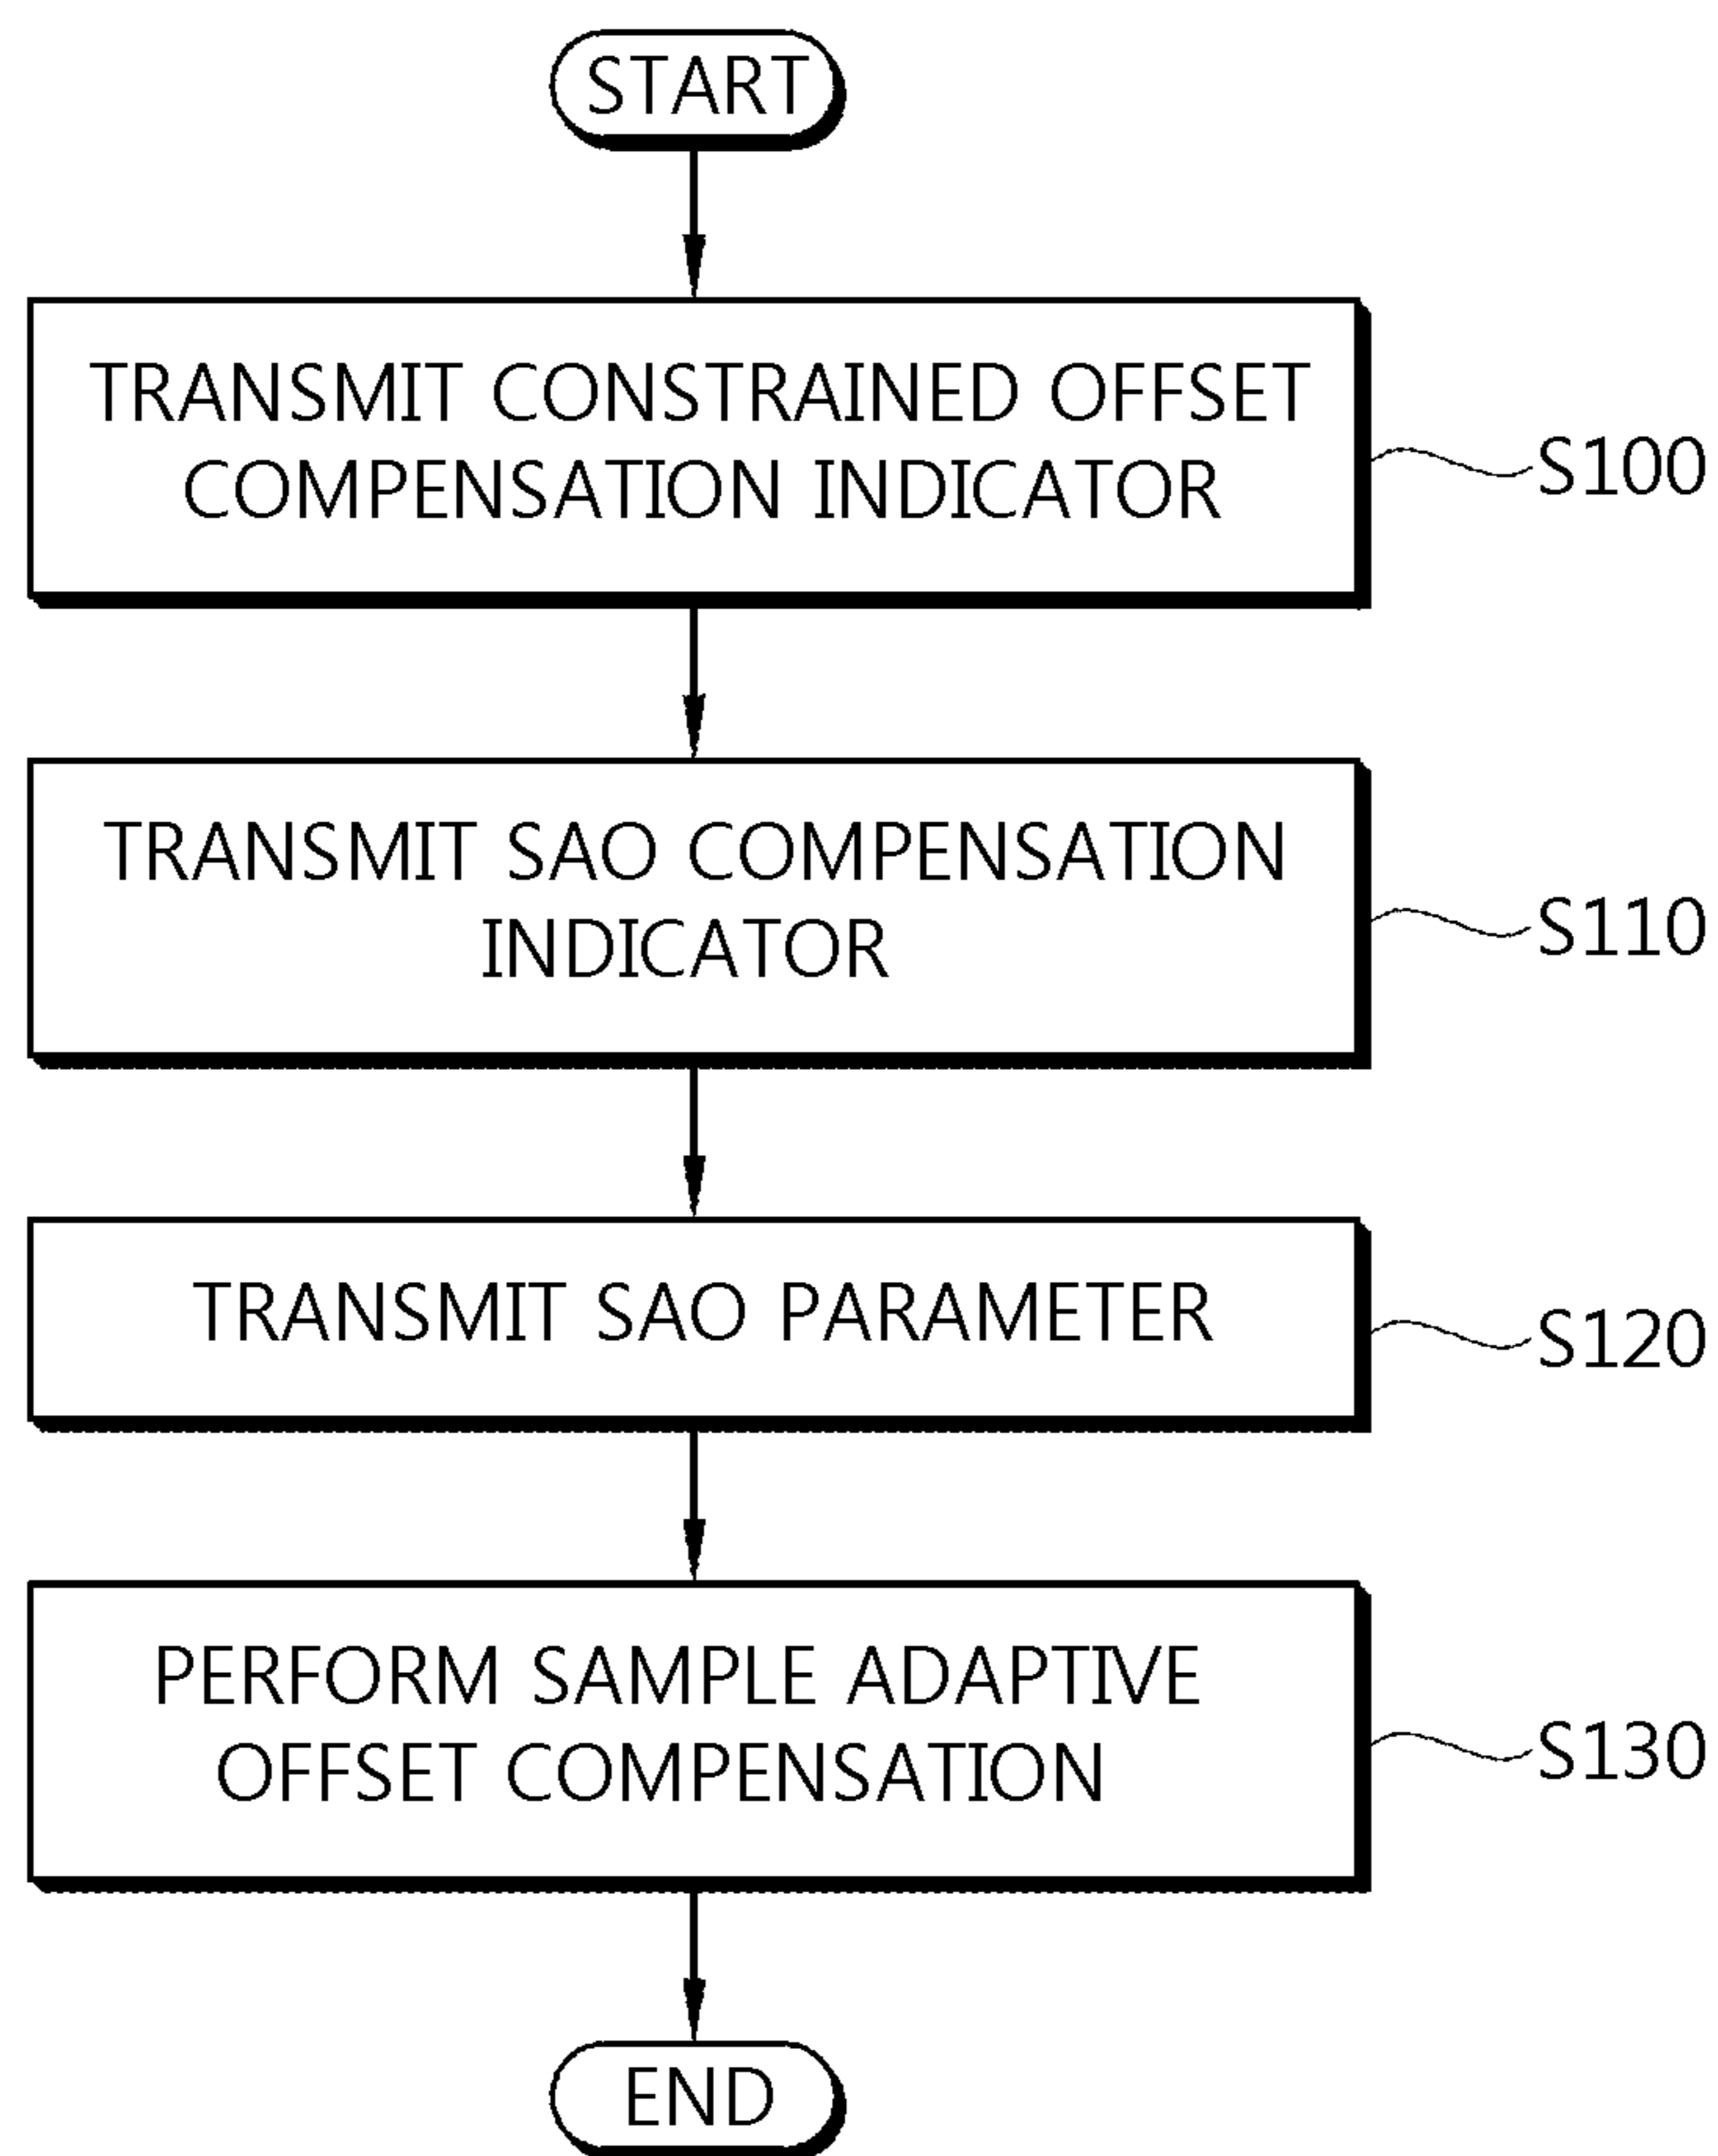 START
TRANSMIT CONSTRAINED OFFSET
COMPENSATION INDICATOR
S100
TRANSMIT SAO COMPENSATION
INDICATOR
S110
TRANSMIT SAO PARAMETER
S120
PERFORM SAMPLE ADAPTIVE
OFFSET COMPENSATION
S130
END